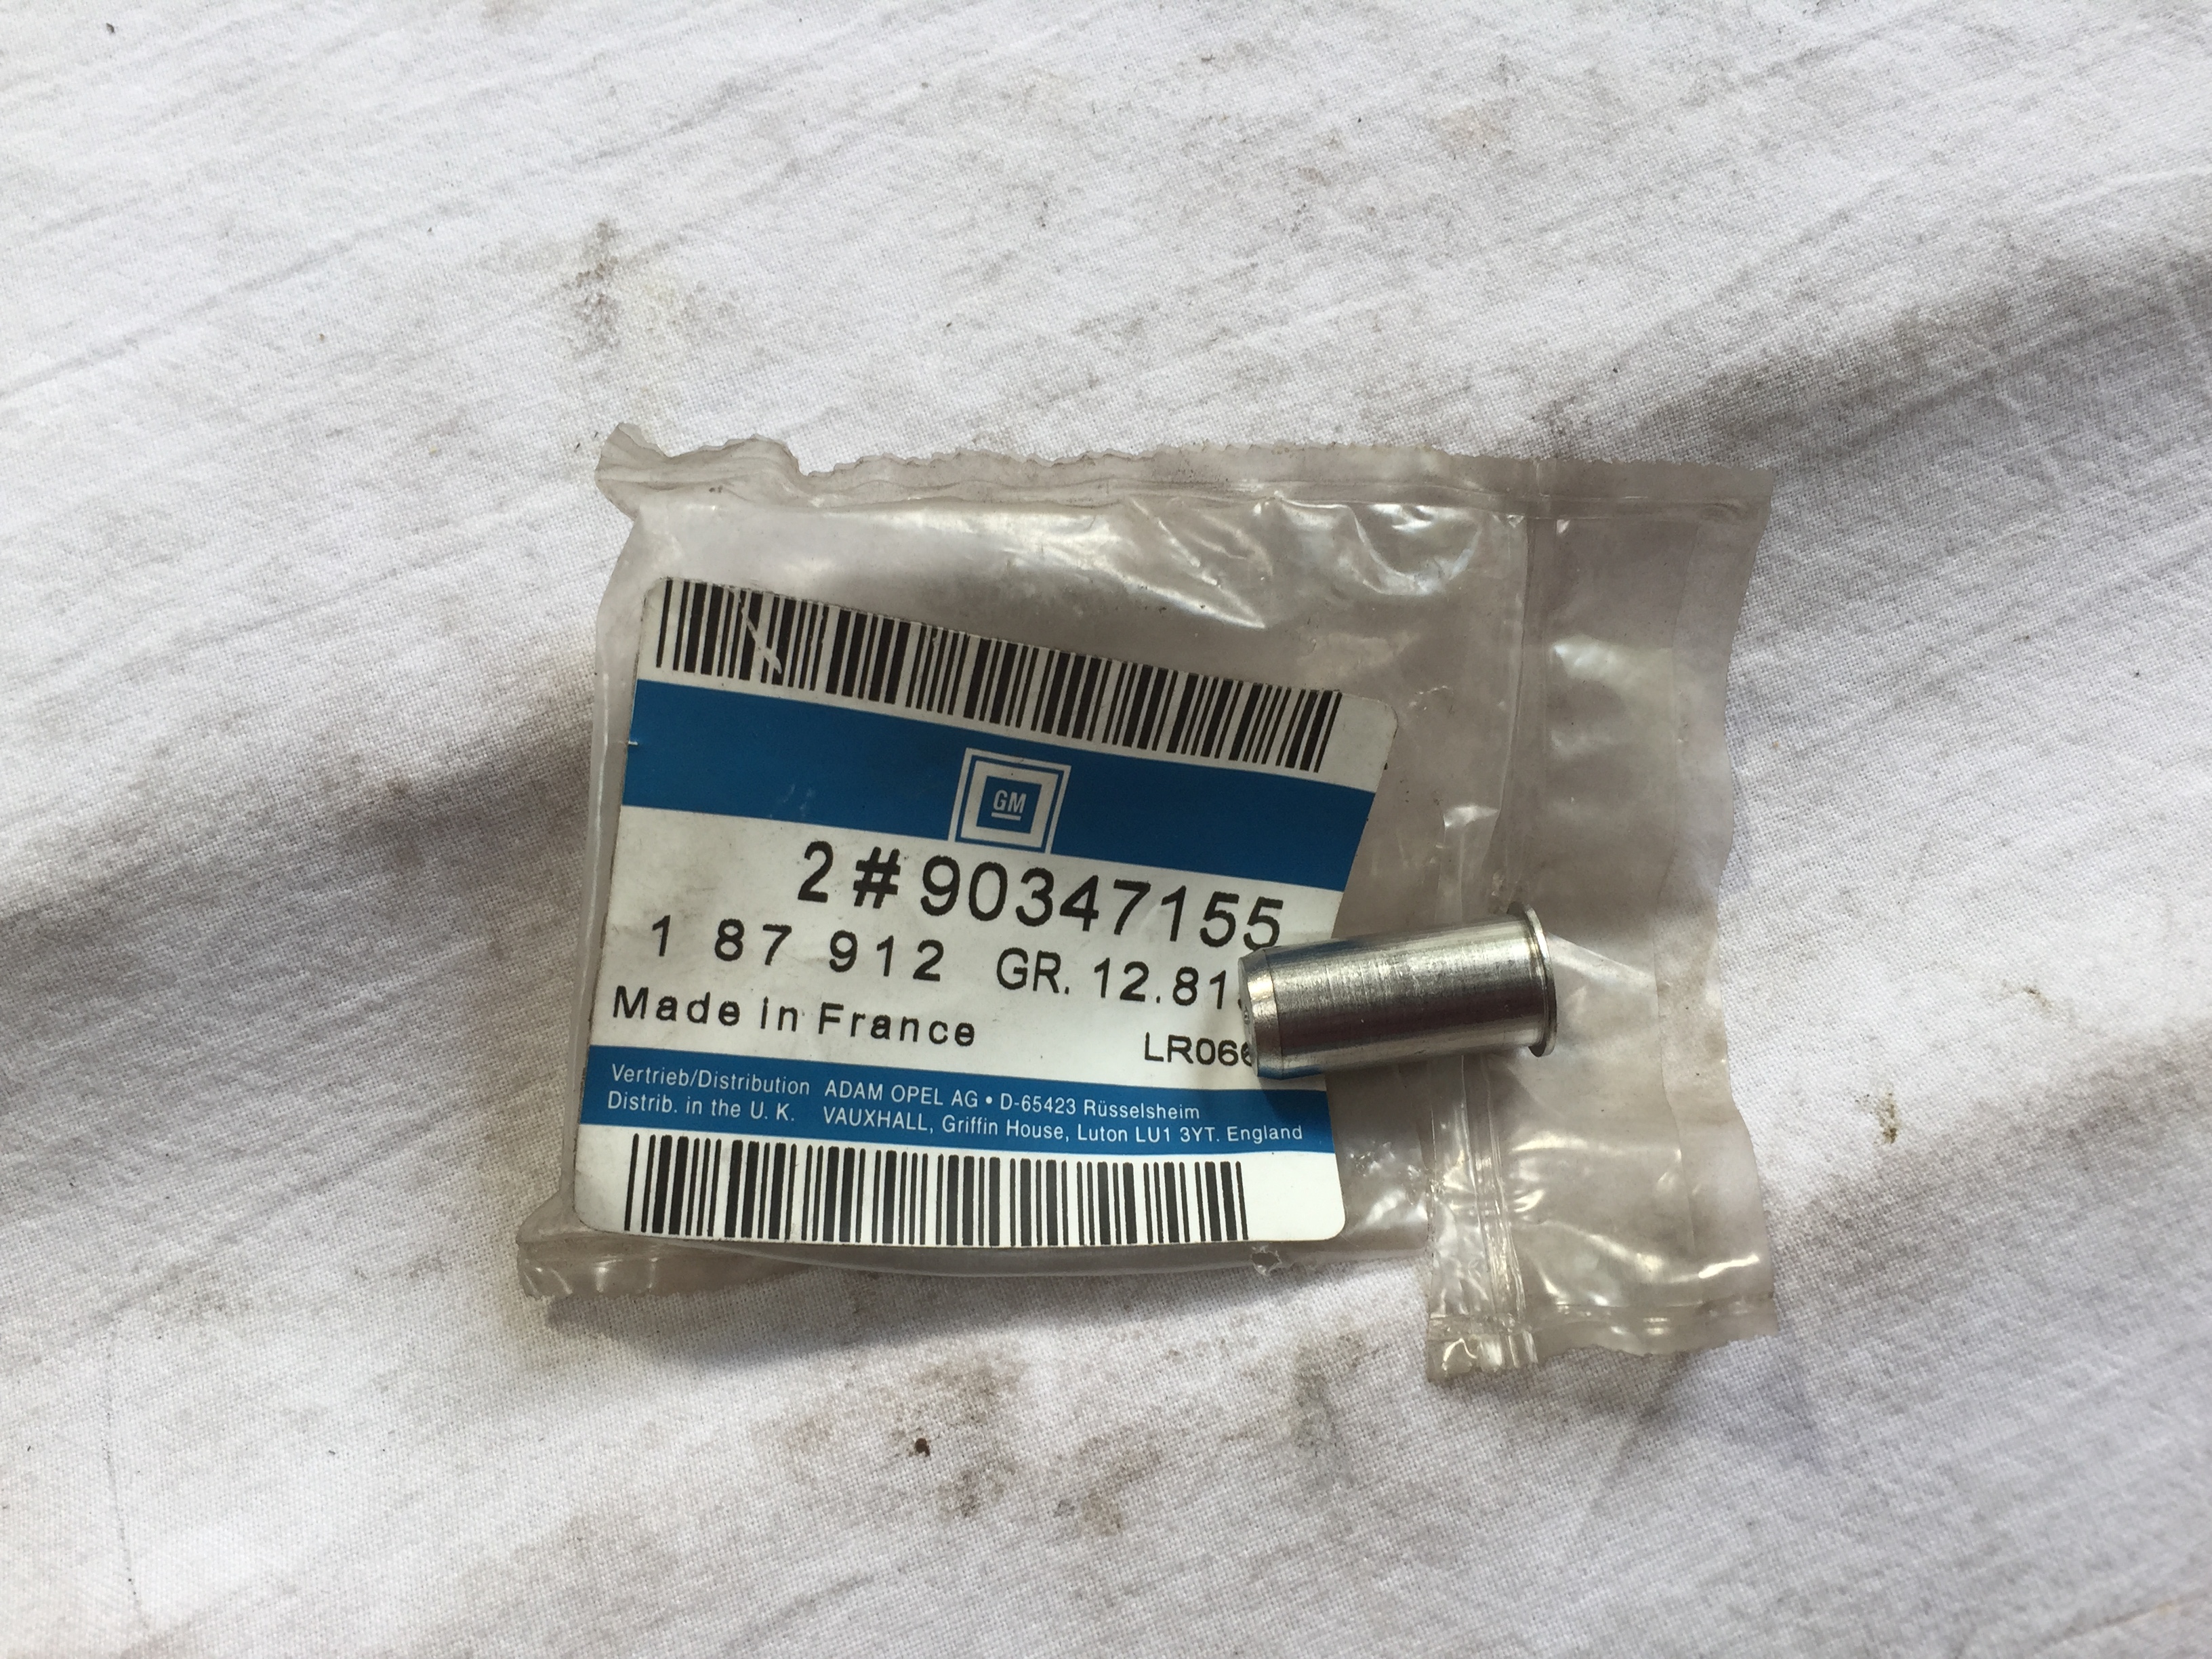 GM
2 # 90347155
1 87 912 GR. 12.81
Made in France
LR06
Vertrieb/Distribution ADAM OPEL AG • D-65423 Rüsselsheim
Distrib. in the U. K. VAUXHALL, Griffin House, Luton LU1 3YT. England